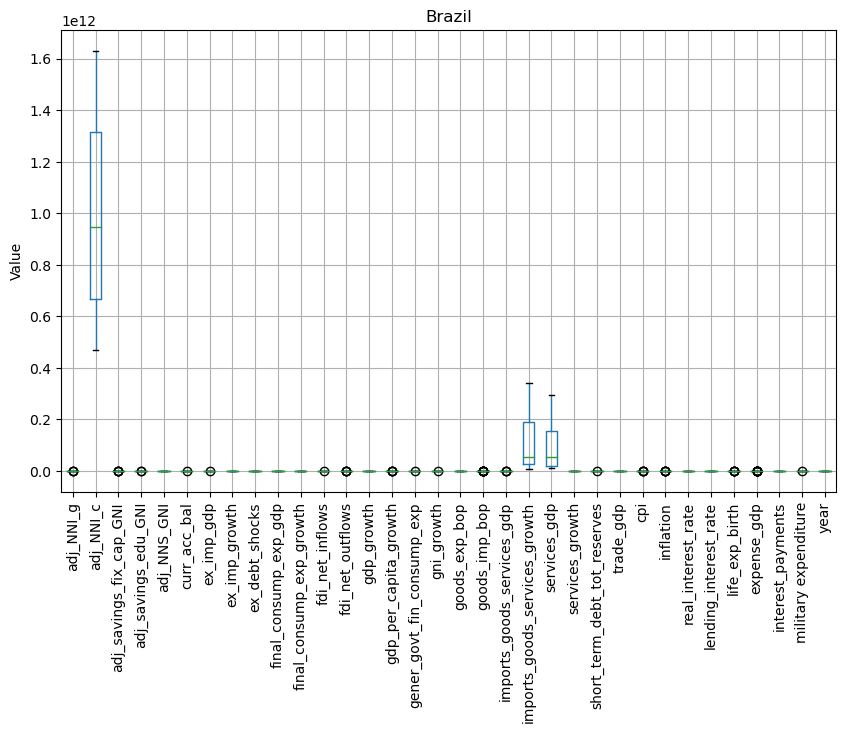 Brazil
1e12
1.6
1.4
1.2
1.0
0.8
0.6
0.4
0.2
0.0
Value
adj_NNI_g
adj_NNI_c
adj_savings_fix_cap_GNI
adj_savings_edu_GNI
adj_NNS_GNI
curr_acc_bal
ex_imp_gdp
ex_imp_growth
ex_debt_shocks
final_consump_exp_gdp
final_consump_exp_growth
fdi_net_inflows
fdi_net_outflows
gdp_growth
gdp_per_capita_growth
gener_govt_fin_consump_exp
gni_growth
goods_exp_bop
goods_imp_bop
imports_goods_services_gdp
imports_goods_services_growth
services_gdp
services_growth
short_term_debt_tot_reserves
trade_gdp
cpi
inflation
real_interest_rate
lending_interest_rate
life_exp_birth
expense_gdp
interest_payments
military expenditure
year